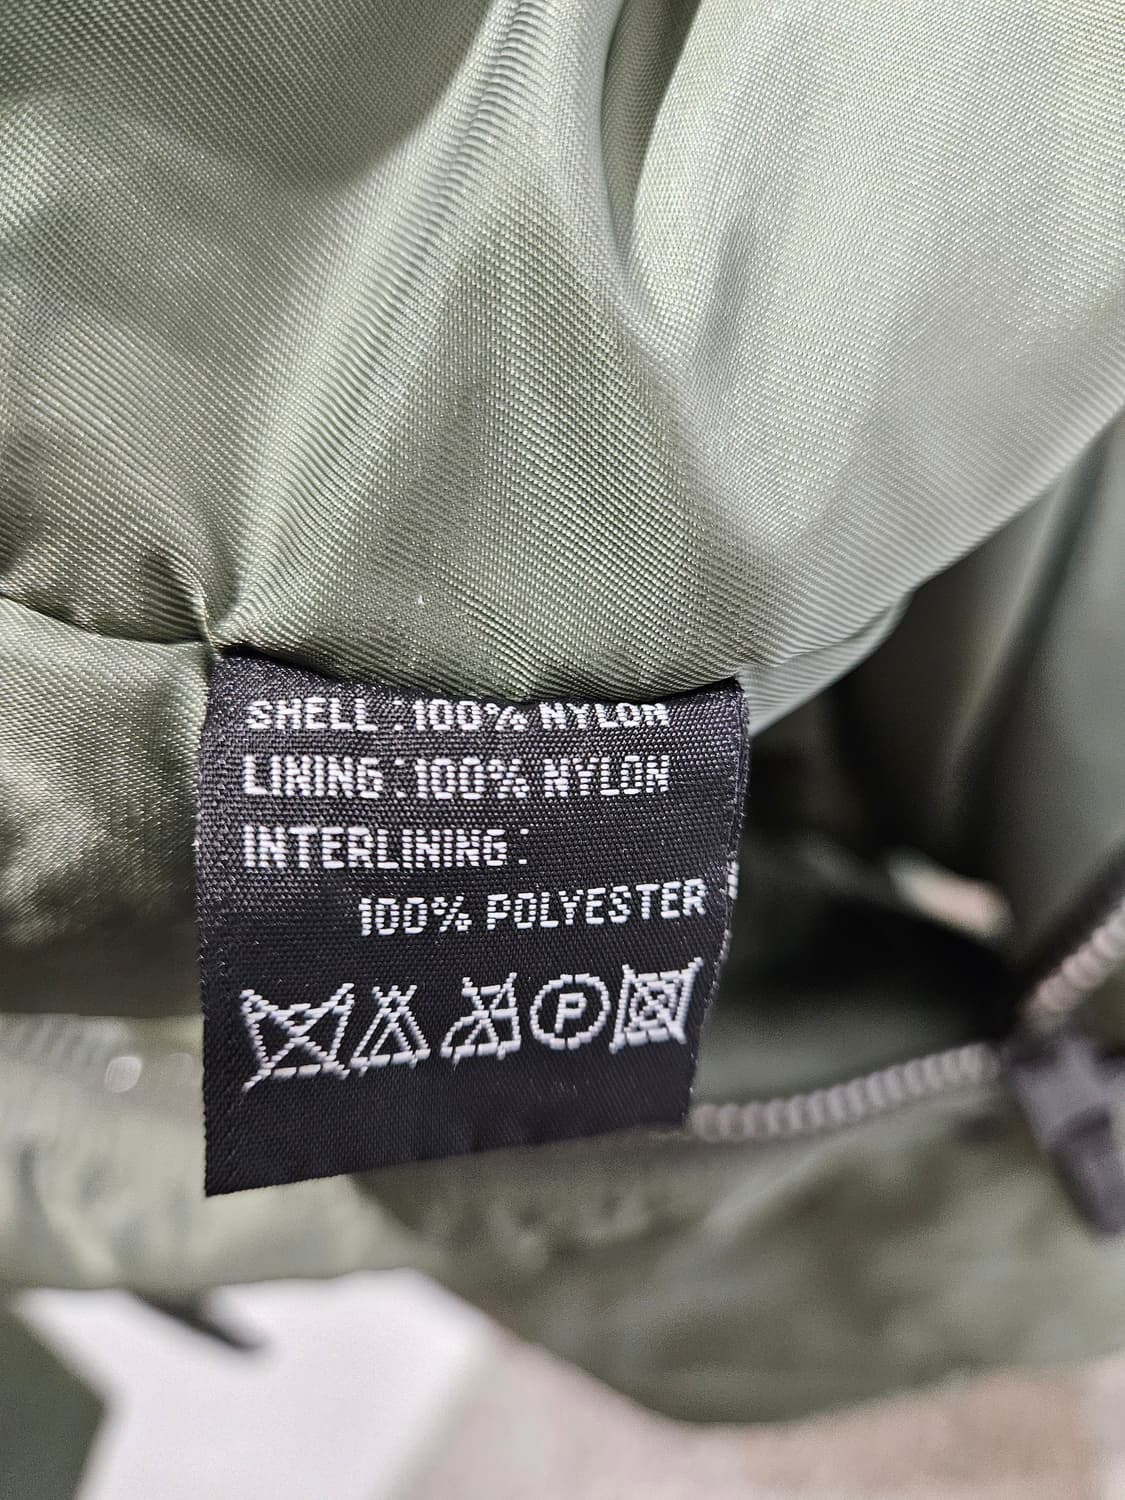 SHELL :100% NYLON
LINING :100% NYLON
INTERLINING :
100% POLYESTER
P